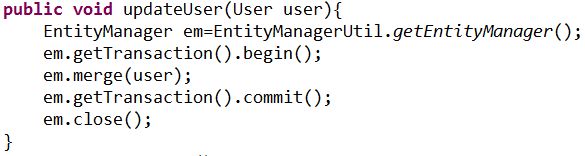 public void updateUser(User user){
EntityManager em=EntityManagerUtil.getEntityManager();
em.getTransaction().begin();
em.merge(user);
em.getTransaction().commit();
em.close();
}